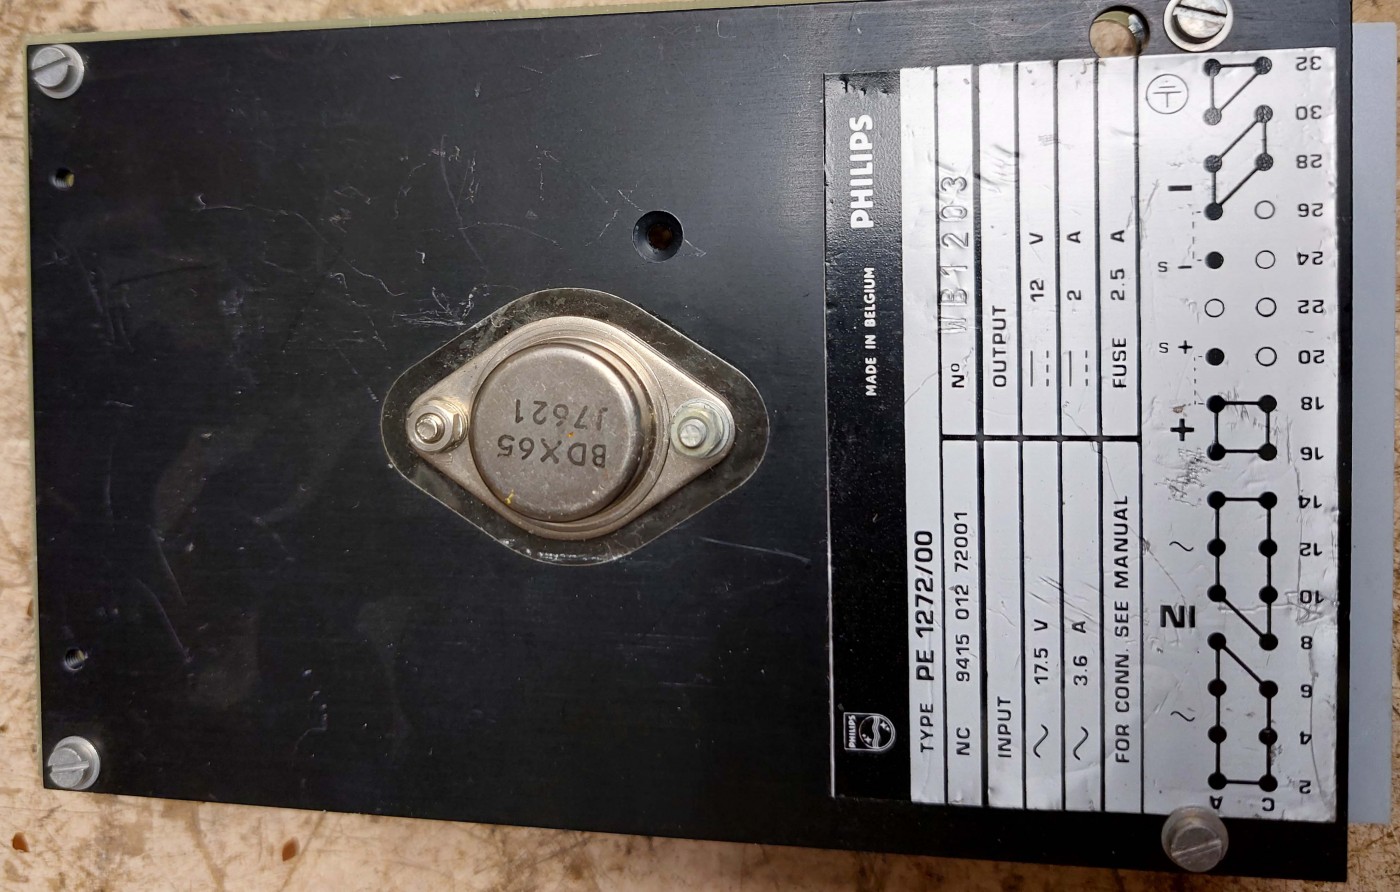 PHILIPS
MADE IN BELGIUM
PHILIPS
TYPE PE 1272/00
NC 9415 012 72001
Nº WB1203
INPUT
OUTPUT
~ 17.5 V
12 V
~ 3.6 A
2 A
FOR CONN. SEE MANUAL
FUSE 2.5 A
~ ~ + + S - S -
A
C
2 4 6 8 10 12 14 16 18 20 22 24 26 28 30 32
BDX65
J7621